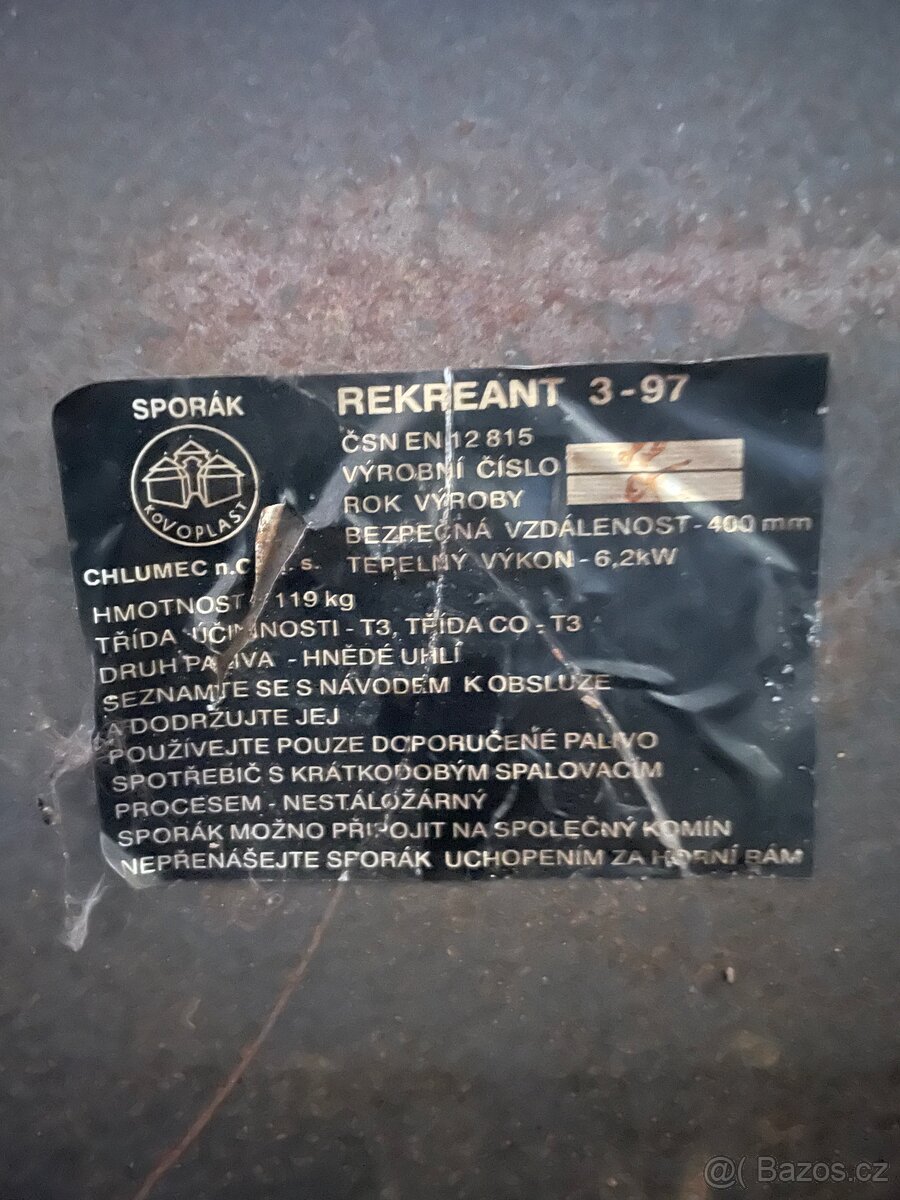 SPORÁK
REKREANT 3-97
ČSN EN 12 815
VÝROBNÍ ČÍSLO
ROK VÝROBY
BEZPEČNÁ VZDÁLENOST - 400 mm
TEPELNÝ VÝKON - 6,2kW
KOVOPLAST
CHLUMEC n.C s.
HMOTNOST 119 kg
TŘÍDA ÚČINNOSTI - T3, TŘÍDA CO - T3
DRUH PALIVA - HNĚDÉ UHLÍ
SEZNAMTE SE S NÁVODEM K OBSLUZE
A DODRŽUJTE JEJ
POUŽÍVEJTE POUZE DOPORUČENÉ PALIVO
SPOTŘEBIČ S KRÁTKODOBÝM SPALOVACÍM
PROCESEM - NESTÁLOŽÁRNÝ
SPORÁK MOŽNO PŘIPOJIT NA SPOLEČNÝ KOMÍN
NEPŘENÁŠEJTE SPORÁK UCHOPENÍM ZA HORNÍ RÁM
@( Bazos.cz